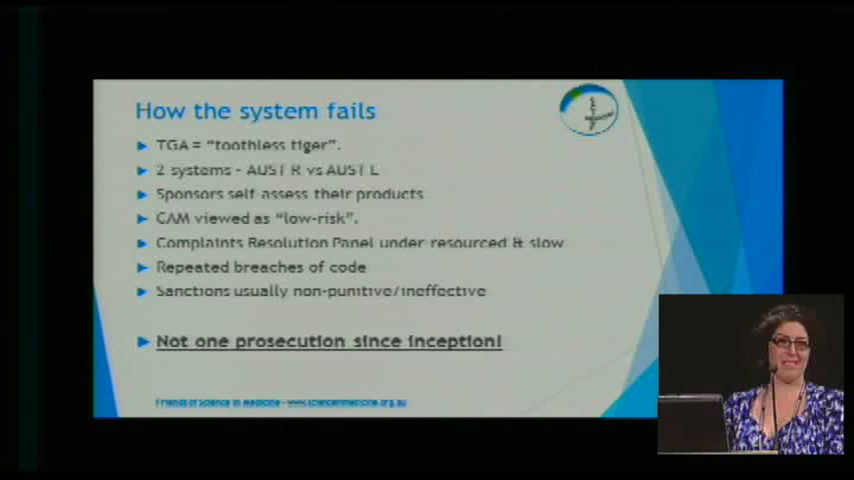 How the system fails
TGA = "toothless tiger".
2 systems - AUST R vs AUST L
Sponsors self-assess their products
CAM viewed as "low-risk".
Complaints Resolution Panel under-resourced & slow
Repeated breaches of code
Sanctions usually non-punitive/ineffective
Not one prosecution since inception!
Friends of Science in Medicine - www.scienceinmedicine.org.au